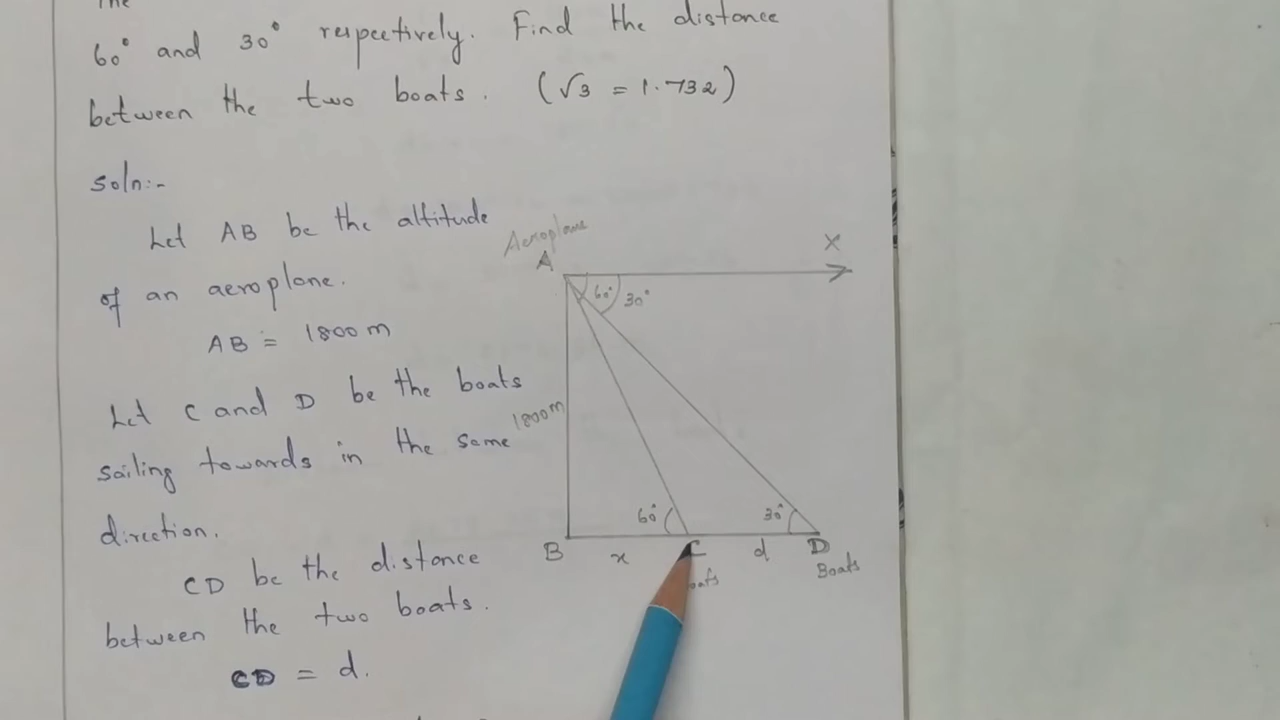 The
60° and 30° respectively. Find the distance
between the two boats. (√3 = 1.732)
Soln:-
Let AB be the altitude
of an aeroplane.
AB = 1800 m
Let C and D be the boats
sailing towards in the same
direction.
CD be the distance
between the two boats.
CD = d.
Aeroplane
A
X
60° 30°
1800 m
60° 30°
B x C d D
Boats